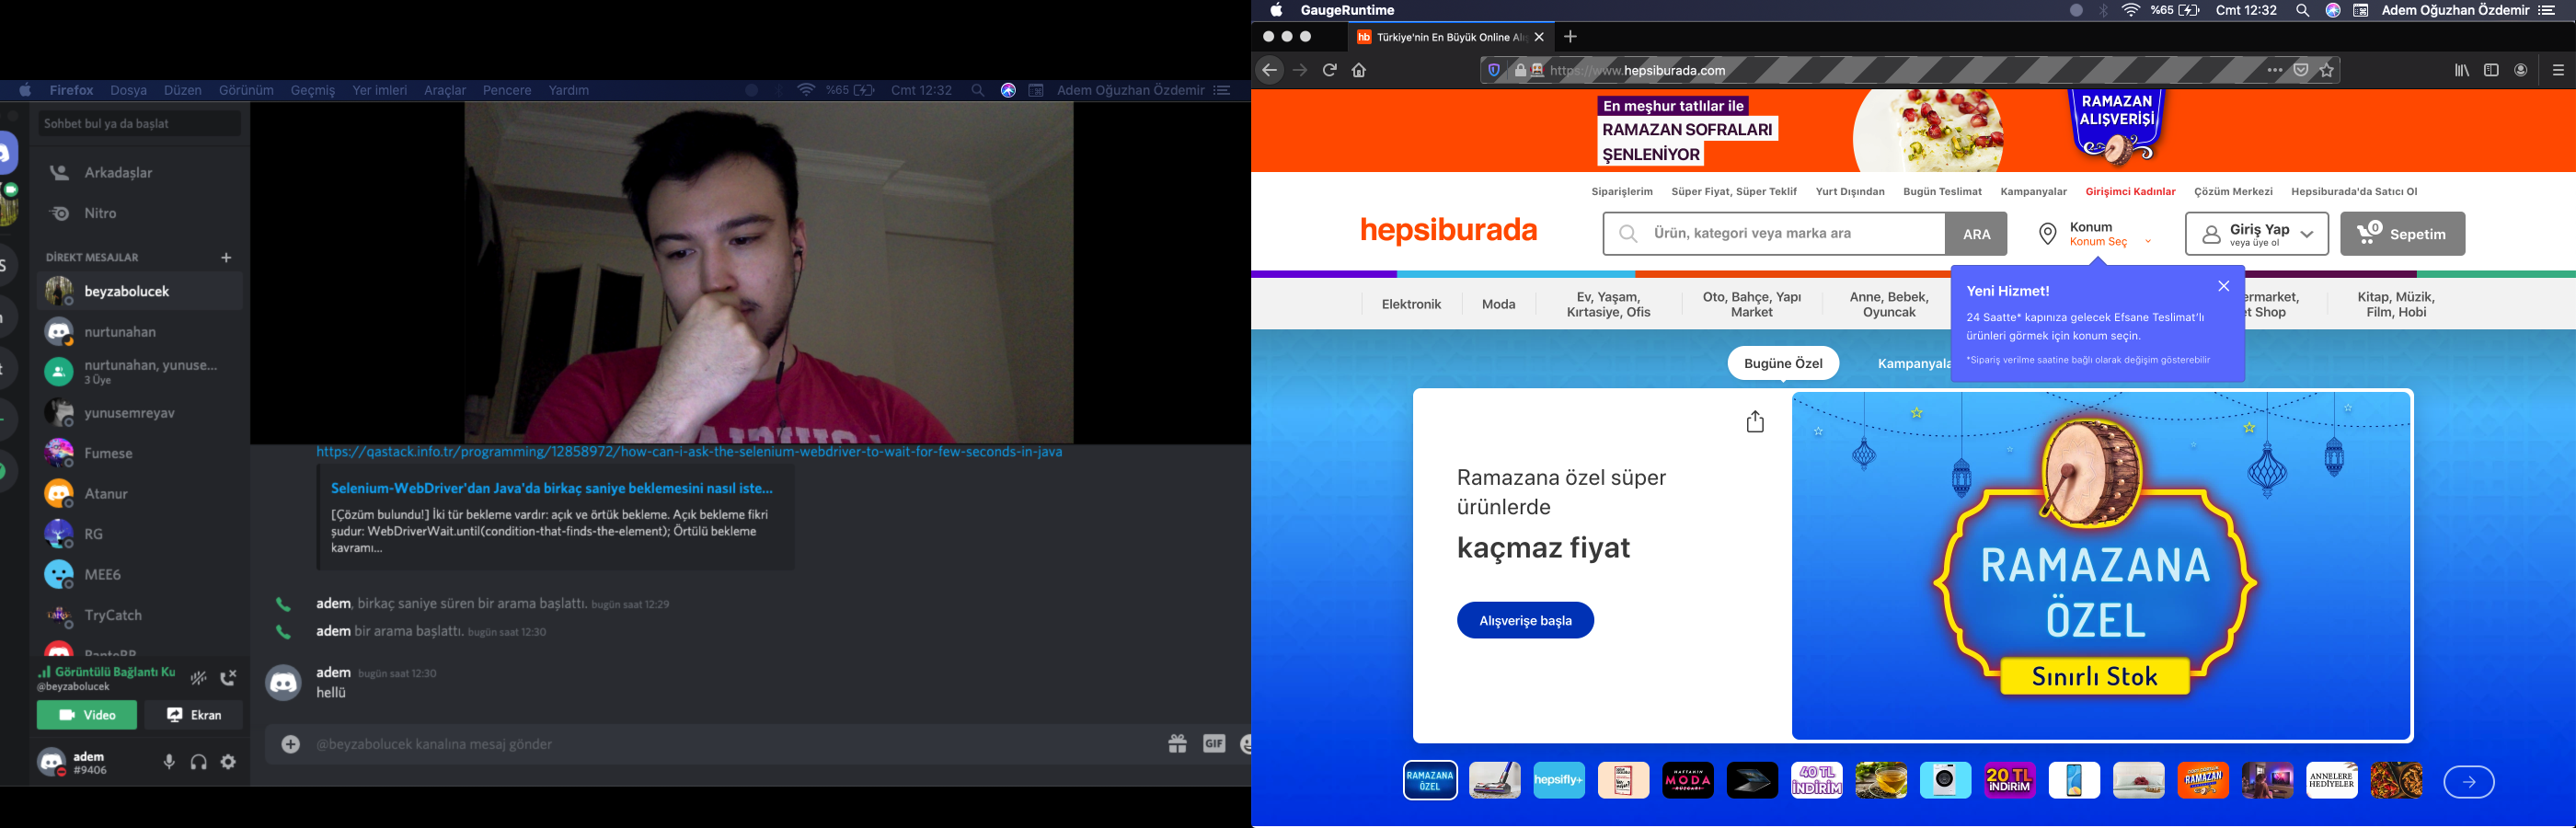 Firefox Dosya Düzen Görünüm Geçmiş Yer imleri Araçlar Pencere Yardım
%65 Cmt 12:32 Adem Oğuzhan Özdemir
Sohbet bul ya da başlat
Arkadaşlar
Nitro
DİREKT MESAJLAR +
beyzabolucek
nurtunahan
nurtunahan, yunuse...
3 Üye
yunusemreyav
Fumese
Atanur
RG
MEE6
TryCatch
Görüntülü Bağlantı Ku
@beyzabolucek
Video Ekran
adem
#9406
https://qastack.info.tr/programming/12858972/how-can-i-ask-the-selenium-webdriver-to-wait-for-few-seconds-in-java
Selenium-WebDriver'dan Java'da birkaç saniye beklemesini nasıl iste...
[Çözüm bulundu!] İki tür bekleme vardır: açık ve örtük bekleme. Açık bekleme fikri
şudur: WebDriverWait.until(condition-that-finds-the-element); Örtülü bekleme
kavramı...
adem, birkaç saniye süren bir arama başlattı. bugün saat 12:29
adem bir arama başlattı. bugün saat 12:30
adem bugün saat 12:30
hellü
@beyzabolucek kanalına mesaj gönder
GIF
GaugeRuntime
%65 Cmt 12:32 Adem Oğuzhan Özdemir
hb Türkiye'nin En Büyük Online Alış
https://www.hepsiburada.com
En meşhur tatlılar ile
RAMAZAN SOFRALARI
ŞENLENİYOR
RAMAZAN
ALIŞVERİŞİ
Siparişlerim Süper Fiyat, Süper Teklif Yurt Dışından Bugün Teslimat Kampanyalar Girişimci Kadınlar Çözüm Merkezi Hepsiburada'da Satıcı Ol
hepsiburada
Ürün, kategori veya marka ara
ARA
Konum
Konum Seç
Giriş Yap
veya üye ol
0 Sepetim
Elektronik
Moda
Ev, Yaşam,
Kırtasiye, Ofis
Oto, Bahçe, Yapı
Market
Anne, Bebek,
Oyuncak
ermarket,
et Shop
Kitap, Müzik,
Film, Hobi
Yeni Hizmet!
24 Saatte* kapınıza gelecek Efsane Teslimat'lı
ürünleri görmek için konum seçin.
*Sipariş verilme saatine bağlı olarak değişim gösterebilir
Bugüne Özel
Kampanyala
Ramazana özel süper
ürünlerde
kaçmaz fiyat
Alışverişe başla
RAMAZANA
ÖZEL
Sınırlı Stok
RAMAZANA
ÖZEL
hepsifly
MODA
40 TL
İNDİRİM
20 TL
İNDİRİM
RAMAZAN
ANNELERE
HEDİYELER